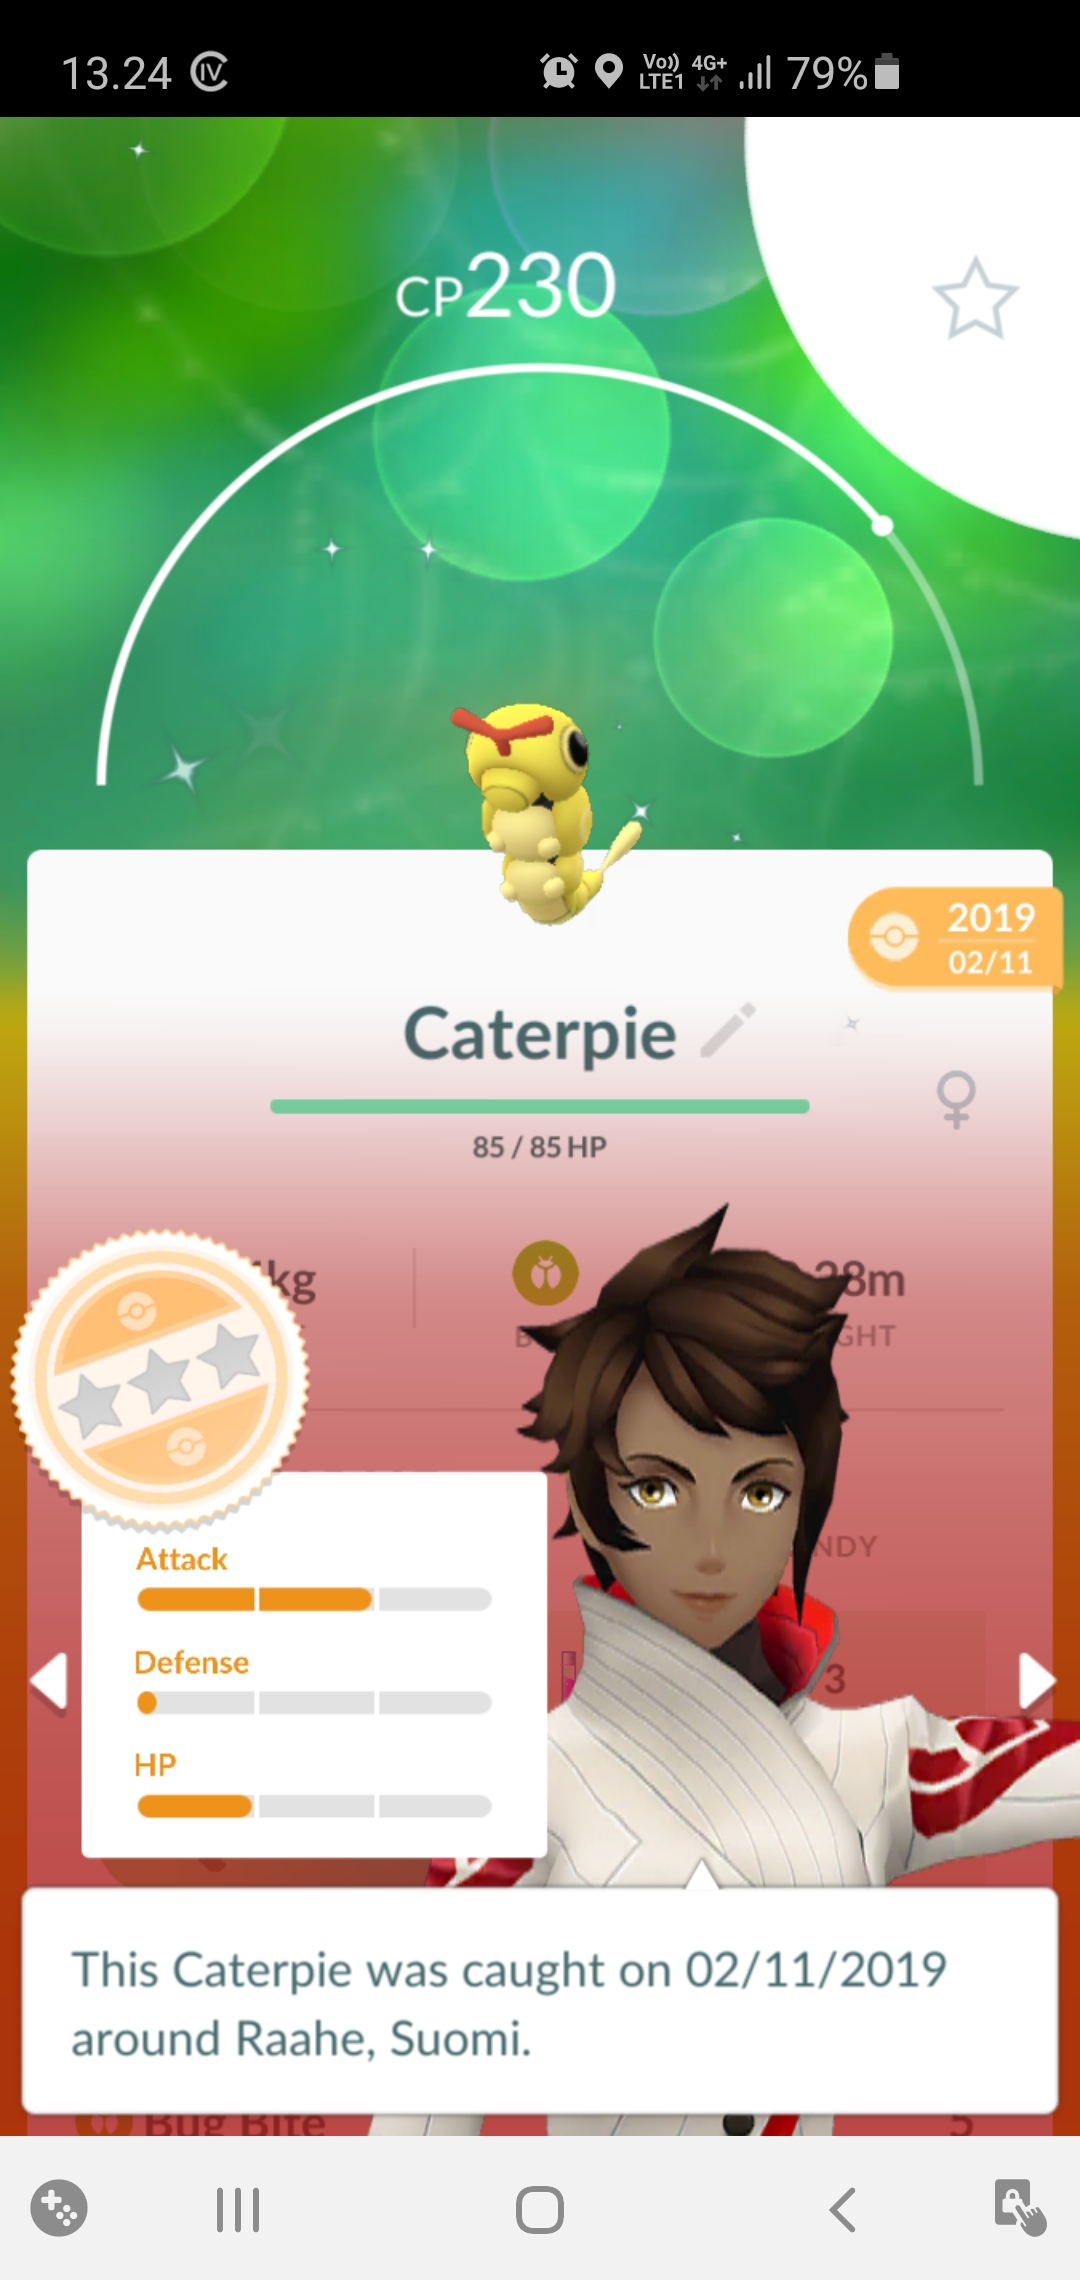 13.24 CIV Vo)) LTE1 4G+ 79%
CP230
2019
02/11
Caterpie
85 / 85 HP
kg
28m
GHT
NDY
Attack
Defense
3
HP
This Caterpie was caught on 02/11/2019
around Raahe, Suomi.
Bug Bite
5